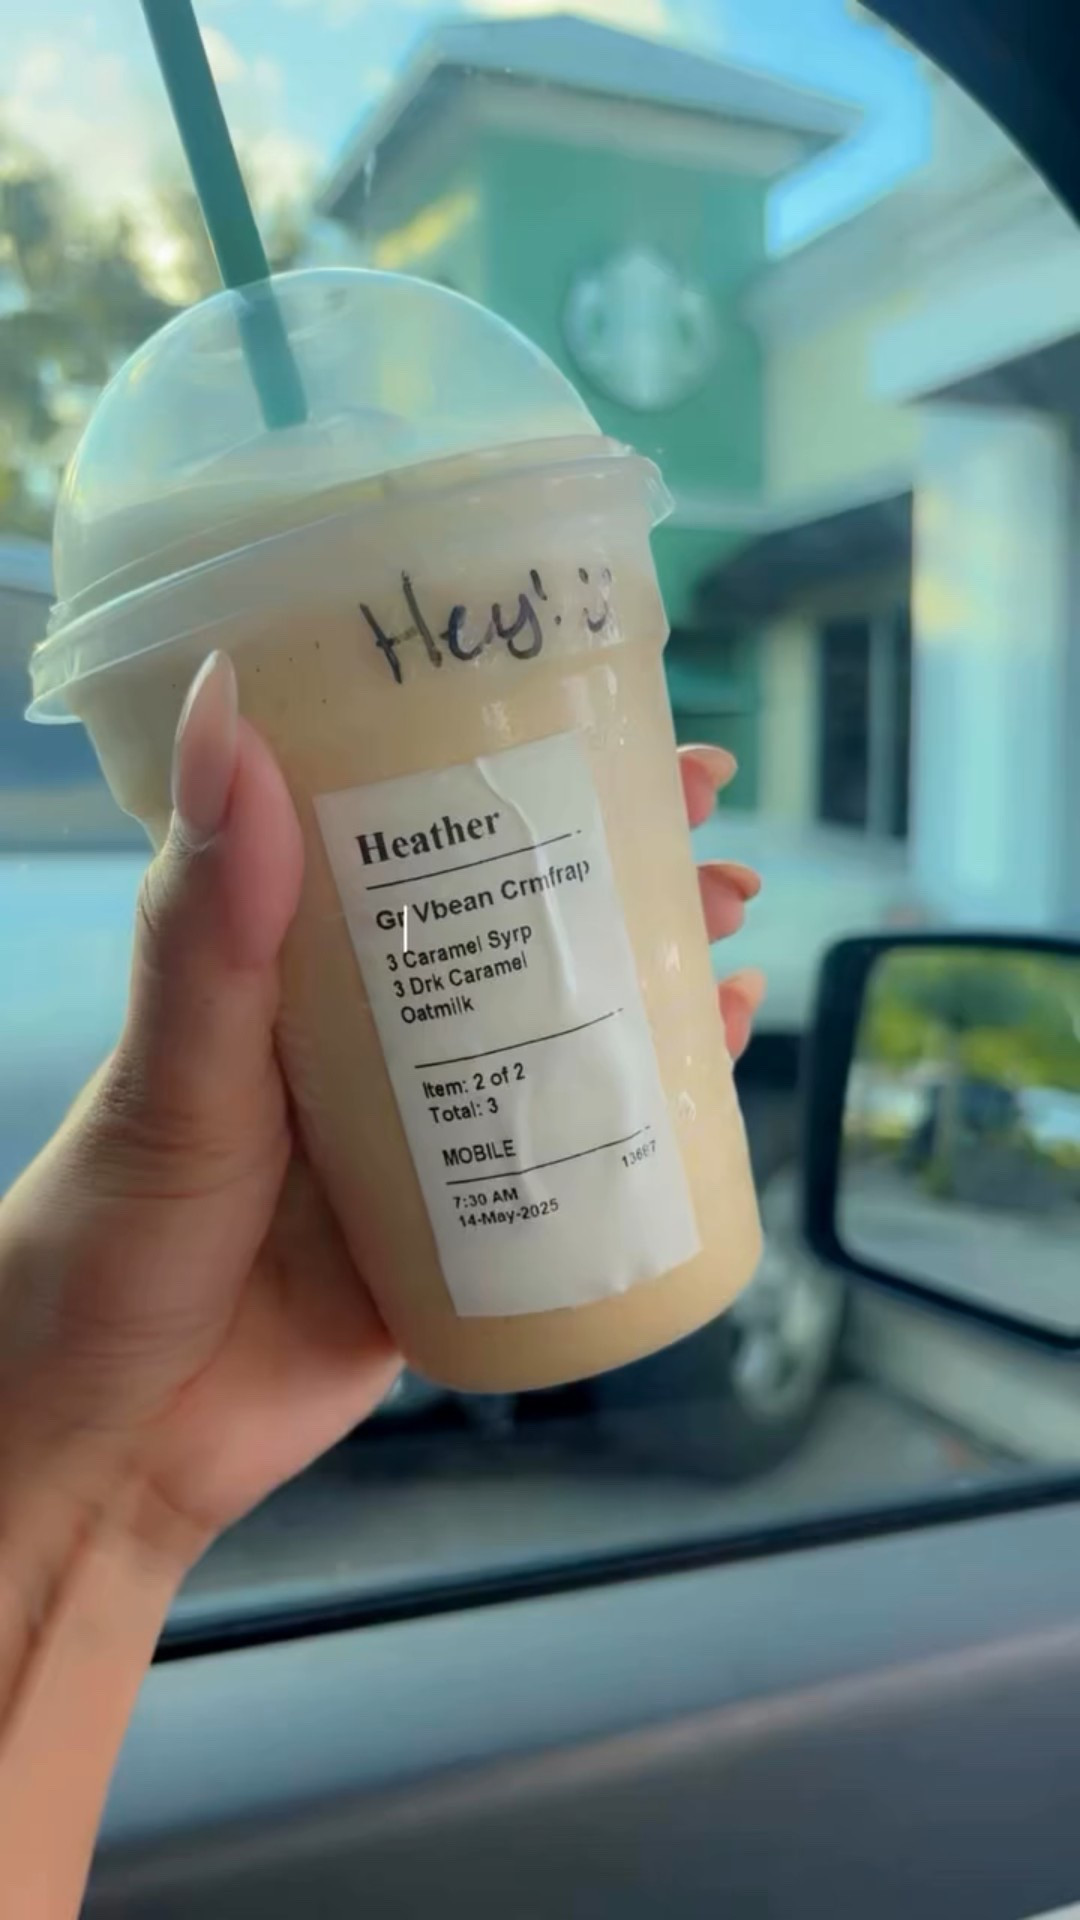 Hey! :)
Heather
Gr Vbean Crmfrap
3 Caramel Syrp
3 Drk Caramel
Oatmilk
Item: 2 of 2
Total: 3
MOBILE
7:30 AM
14-May-2025